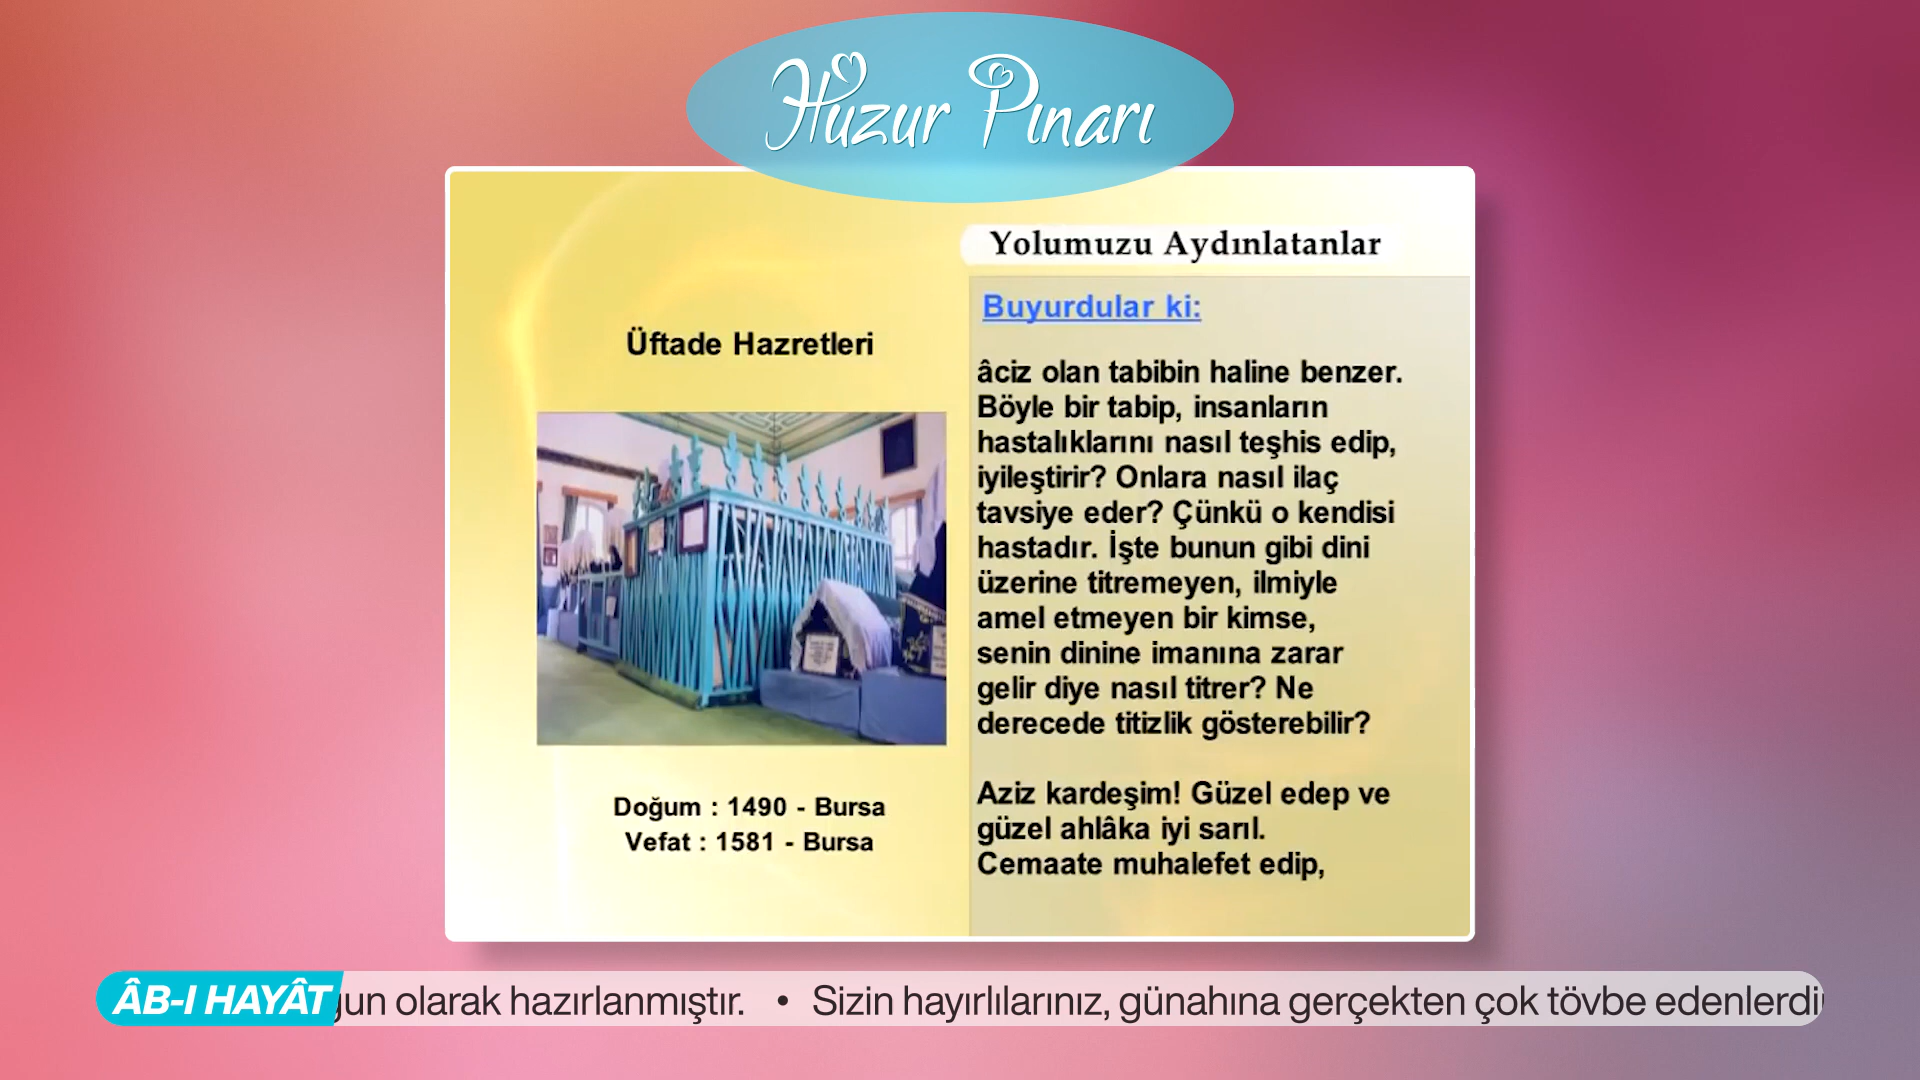 Huzur Pınarı
Yolumuzu Aydınlatanlar
Üftade Hazretleri
Doğum : 1490 - Bursa
Vefat : 1581 - Bursa
Buyurdular ki:
âciz olan tabibin haline benzer.
Böyle bir tabip, insanların
hastalıklarını nasıl teşhis edip,
iyileştirir? Onlara nasıl ilaç
tavsiye eder? Çünkü o kendisi
hastadır. İşte bunun gibi dini
üzerine titremeyen, ilmiyle
amel etmeyen bir kimse,
senin dinine imanına zarar
gelir diye nasıl titrer? Ne
derecede titizlik gösterebilir?
Aziz kardeşim! Güzel edep ve
güzel ahlâka iyi sarıl.
Cemaate muhalefet edip,
ÂB-I HAYÂT
gun olarak hazırlanmıştır. • Sizin hayırlılarınız, günahına gerçekten çok tövbe edenlerdi